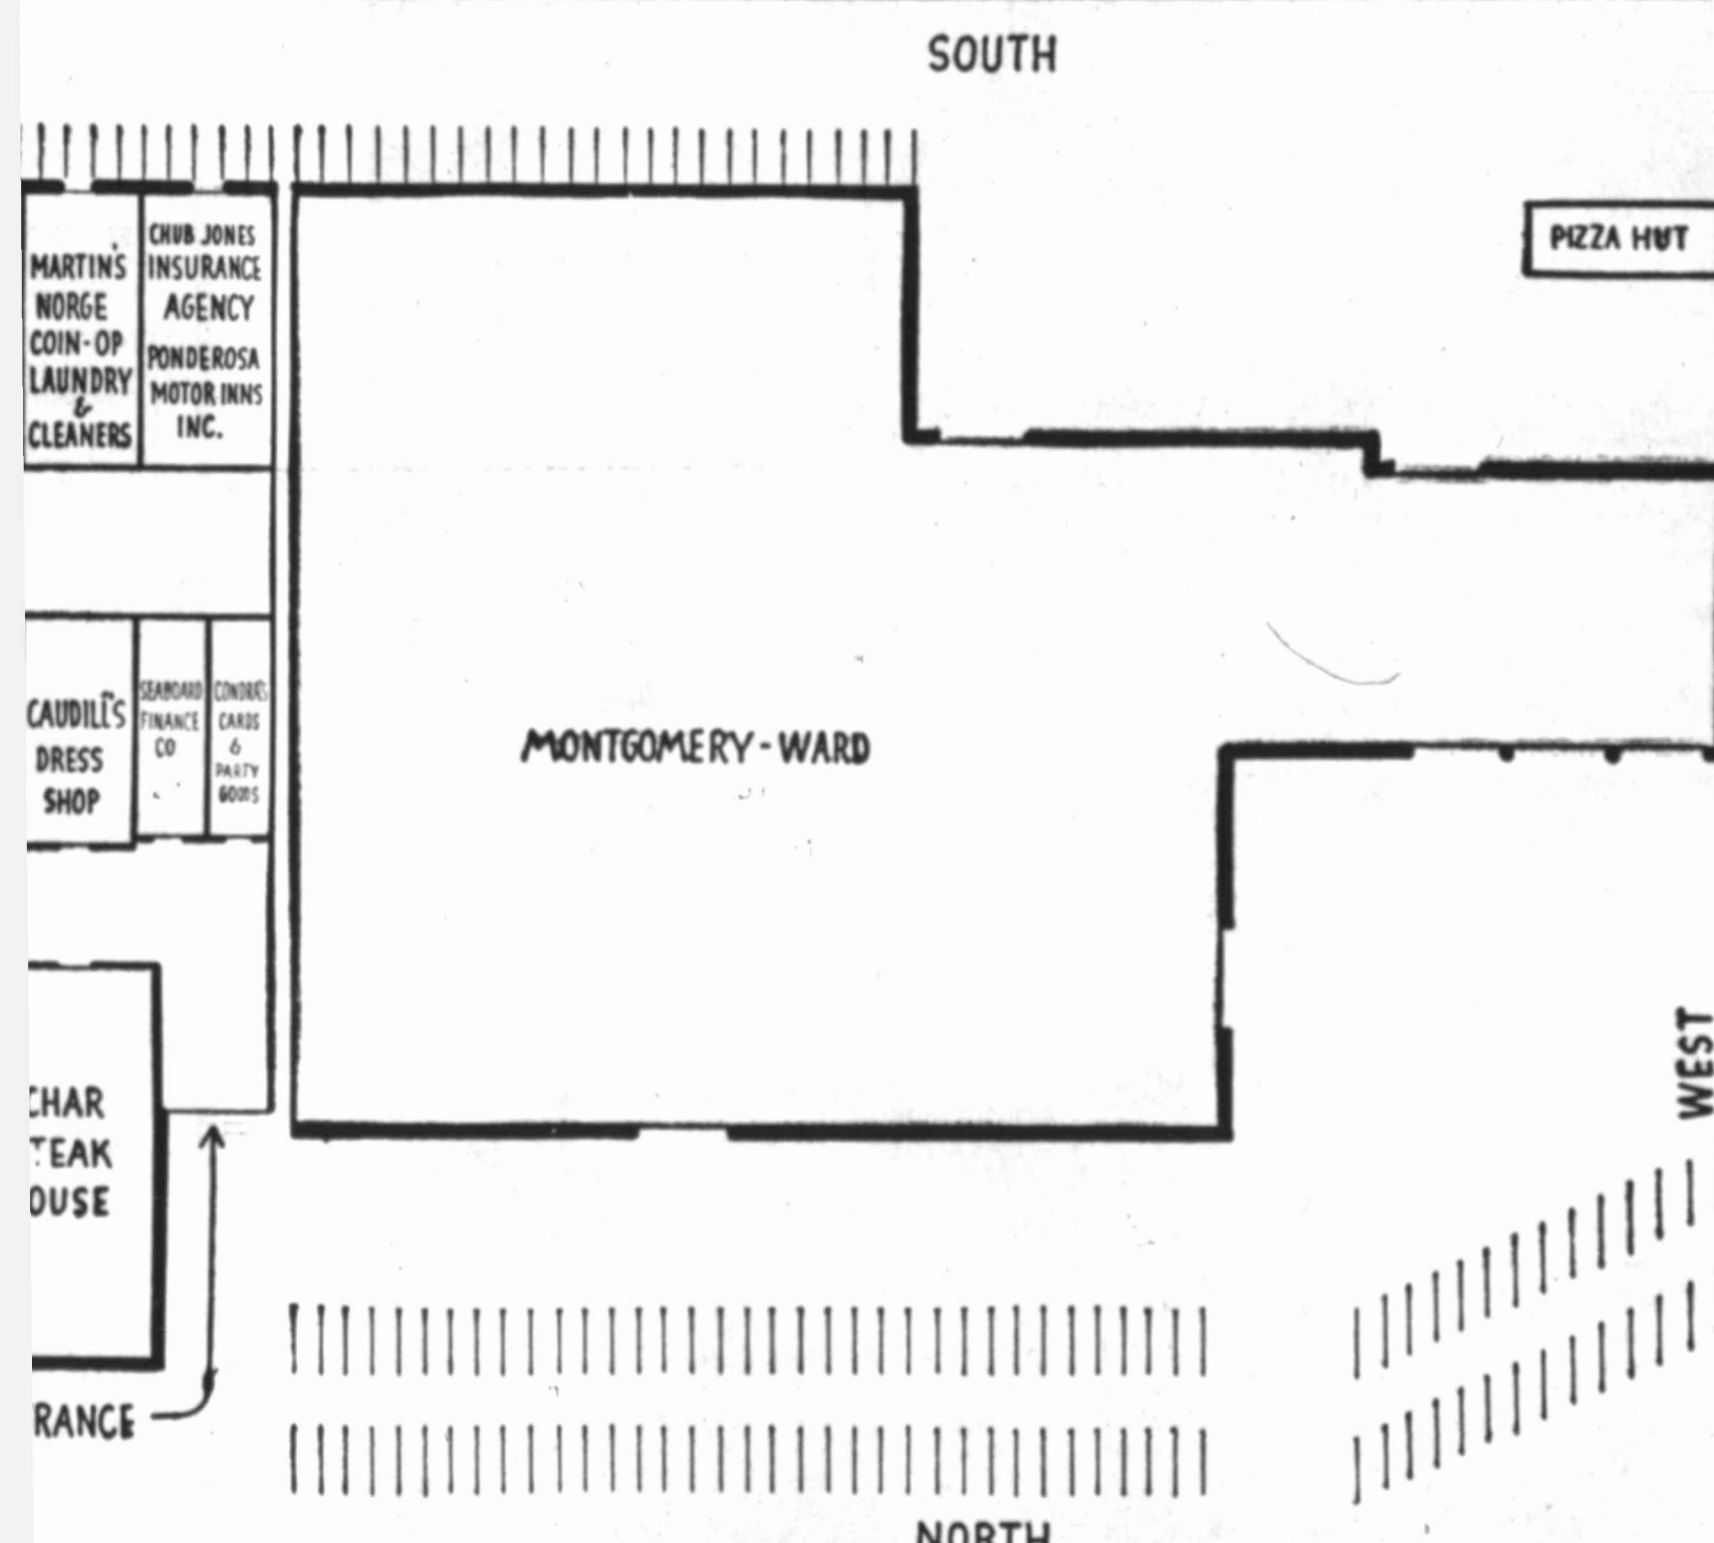 SOUTH
PIZZA HUT
MARTIN'S
NORGE
COIN-OP
LAUNDRY
&
CLEANERS
CHUB JONES
INSURANCE
AGENCY
PONDEROSA
MOTOR INNS
INC.
CAUDILL'S
DRESS
SHOP
SEABOARD
FINANCE
CO
CONDRA'S
CARDS
&
PARTY
GOODS
MONTGOMERY-WARD
WEST
CHAR
TEAK
OUSE
RANCE
NORTH